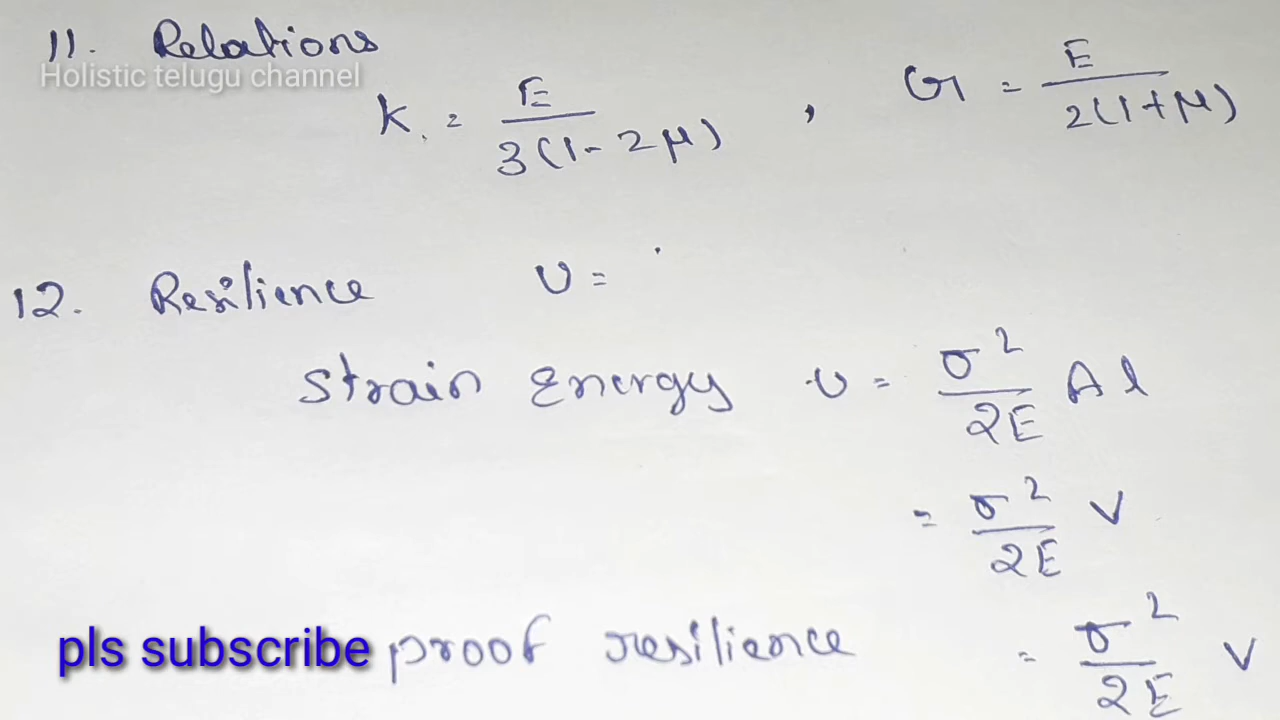 11. Relations
Holistic telugu channel
K = E / 3(1 - 2μ) , G = E / 2(1 + μ)
12. Resilience U =
Strain Energy U = σ² / 2E A l
= σ² / 2E V
pls subscribe proof resilience = σ² / 2E V